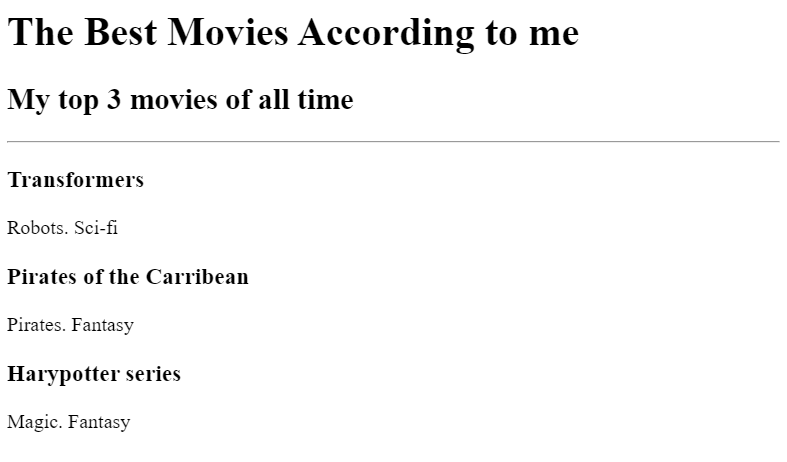 The Best Movies According to me
My top 3 movies of all time
Transformers
Robots. Sci-fi
Pirates of the Carribean
Pirates. Fantasy
Harypotter series
Magic. Fantasy